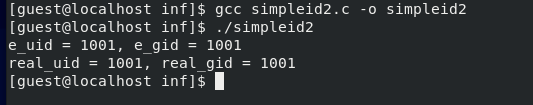 [guest@localhost inf]$ gcc simpleid2.c -o simpleid2
[guest@localhost inf]$ ./simpleid2
e_uid = 1001, e_gid = 1001
real_uid = 1001, real_gid = 1001
[guest@localhost inf]$